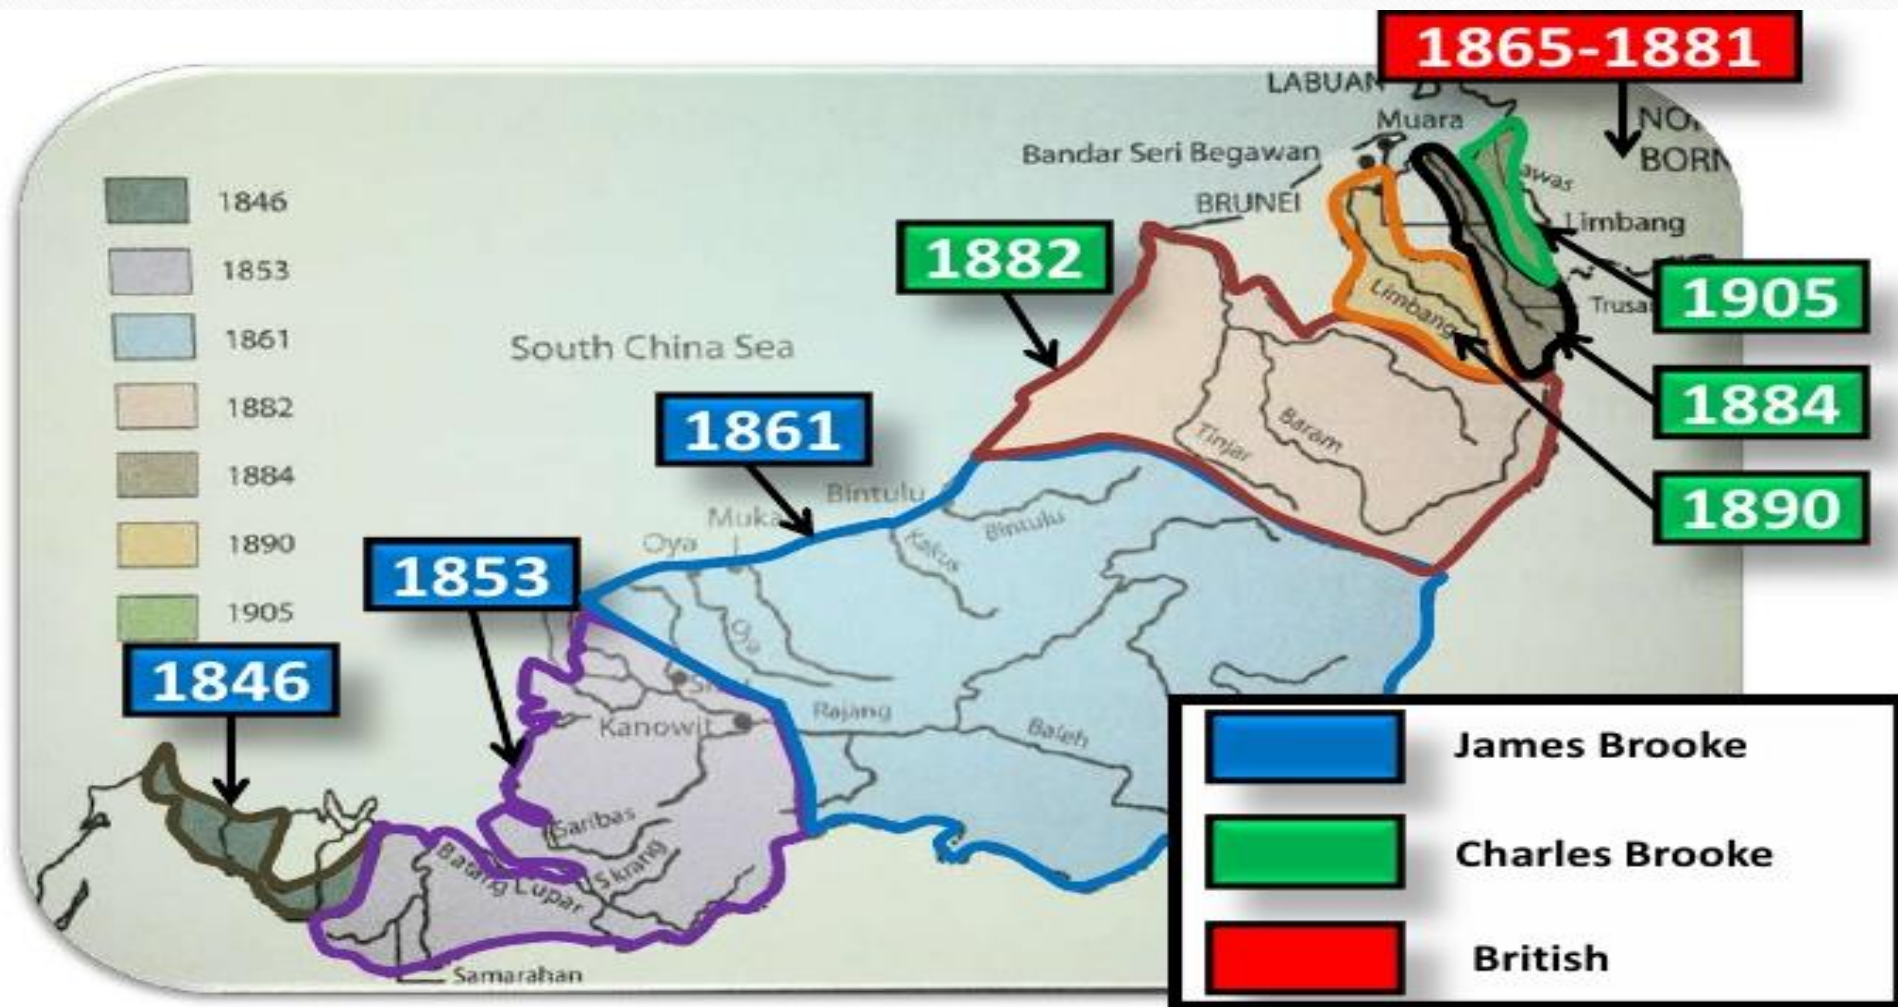 1865-1881
LABUAN
Muara
Bandar Seri Begawan
BRUNEI
Limbang
1846
1853
1861
1882
1884
1890
1905
1882
1905
1884
1890
Limbang
South China Sea
1861
Baram
Tinjar
Bintulu
Bintulu
Oya
Kakus
Oya
1853
1846
Kanowit
Rajang
Baleh
Saribas
Skrang
Batang Lupar
Samarahan
James Brooke
Charles Brooke
British